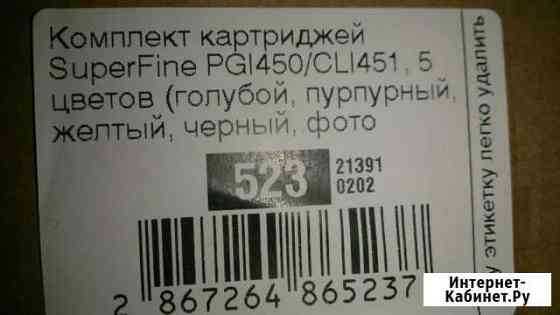 Комплект картриджей
SuperFine PGI450/CLI451, 5
цветов (голубой, пурпурный,
желтый, черный, фото
523
21391
0202
2 867264 865237
этикетку легко удалить
Интернет-
Кабинет.Ру